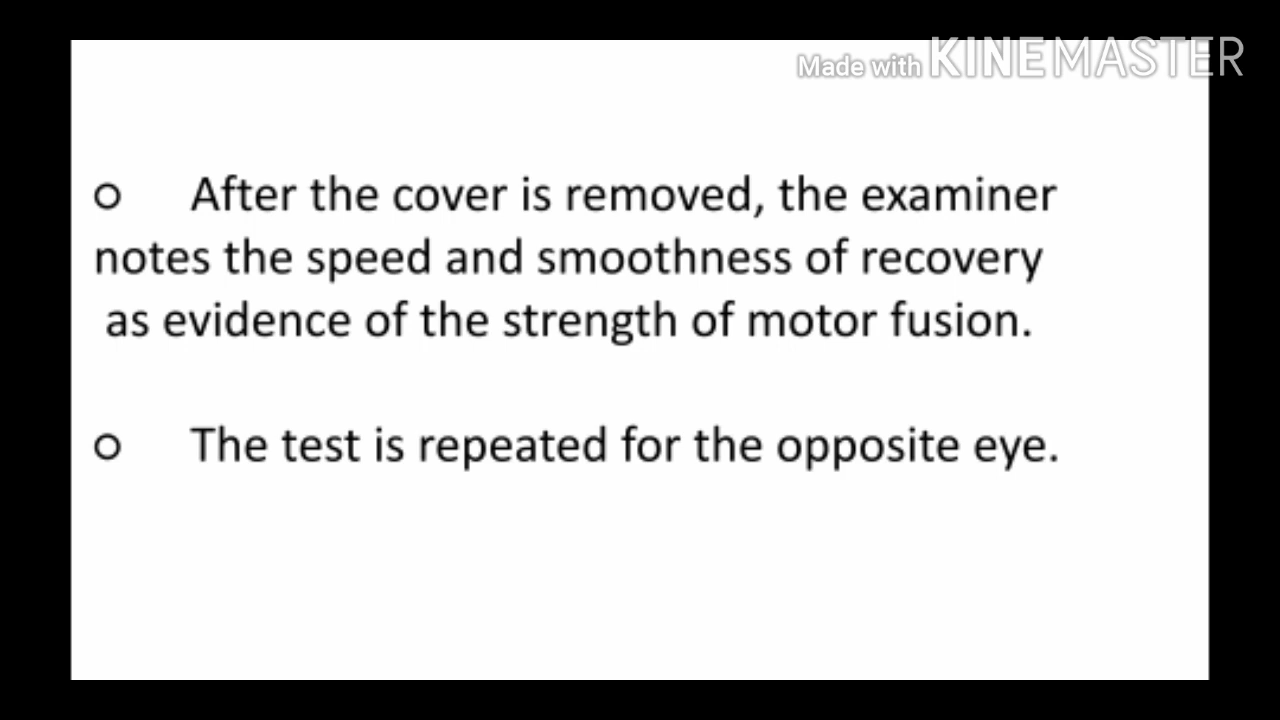 Made with KINEMASTER
○ After the cover is removed, the examiner
notes the speed and smoothness of recovery
as evidence of the strength of motor fusion.
○ The test is repeated for the opposite eye.